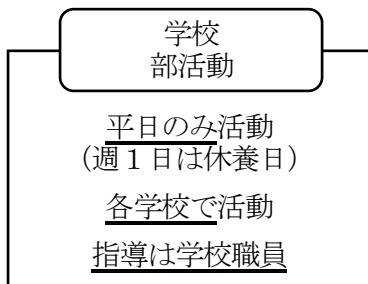 学校
部活動
平日のみ活動
（週１日は休養日）
各学校で活動
指導は学校職員